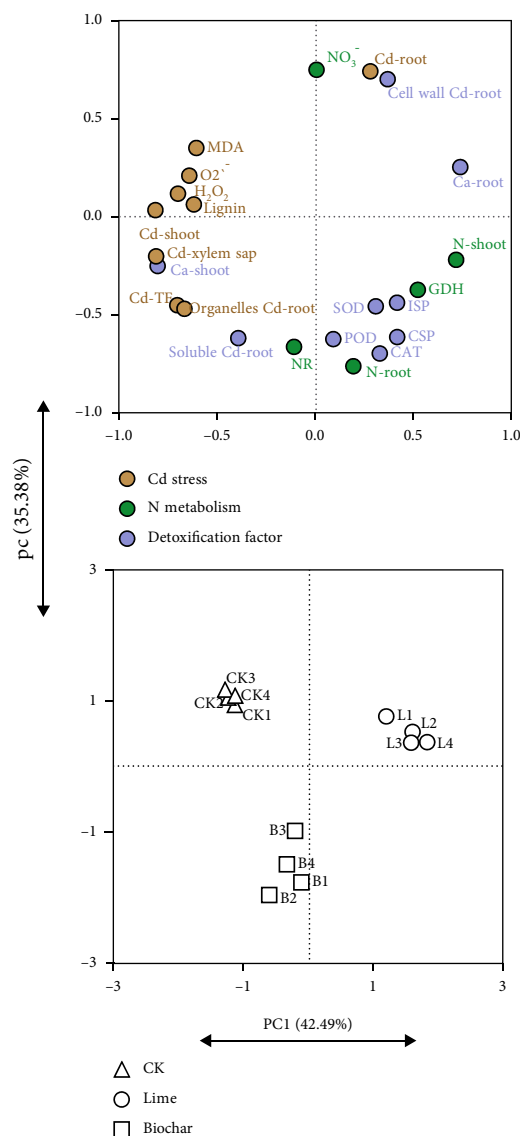 1.0
NO3-
Cd-root
Cell wall Cd-root
0.5
MDA
O2`-
Ca-root
H2O2
Lignin
0.0
Cd-shoot
N-shoot
Cd-xylem sap
Ca-shoot
GDH
Cd-TF
Organelles Cd-root
SOD
ISP
−0.5
Soluble Cd-root
POD
CSP
NR
CAT
N-root
−1.0
−1.0 −0.5 0.0 0.5 1.0
pc (35.38%)
Cd stress
N metabolism
Detoxification factor
3
CK3
CK2
CK4
1
CK1
L1
L2
L3
L4
−1
B3
B4
B1
B2
−3
−3 −1 1 3
PC1 (42.49%)
CK
Lime
Biochar